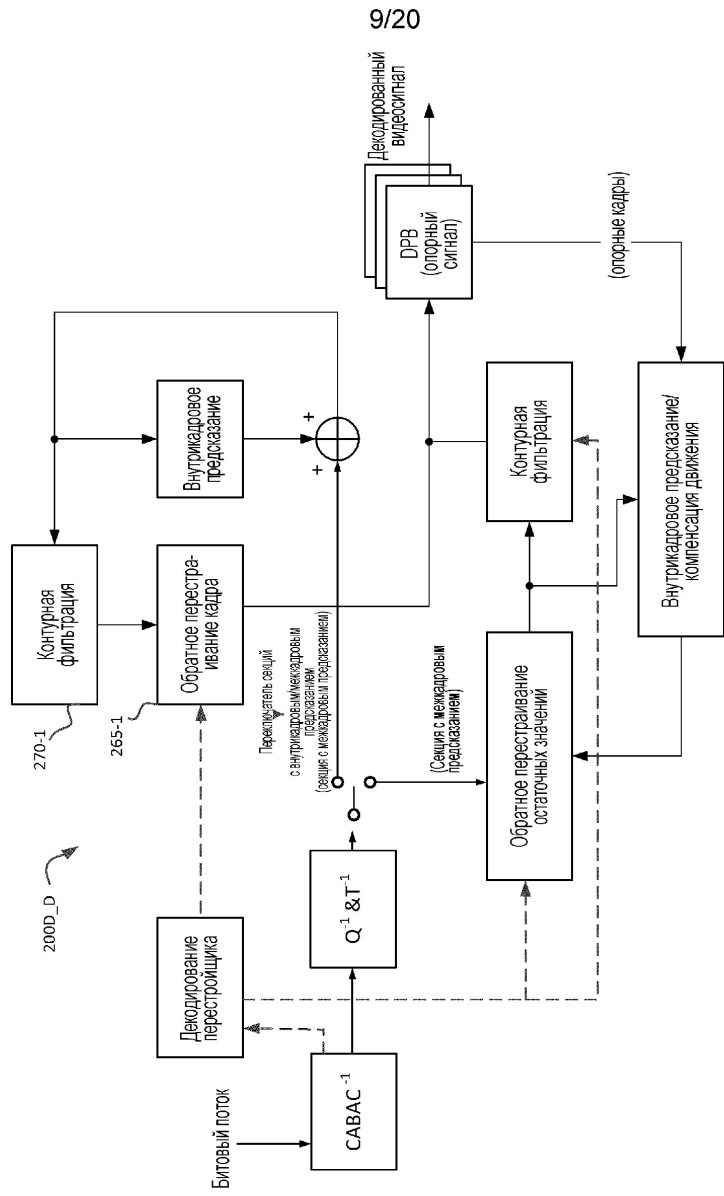 9/20
200D_D
270-1
Контурная
фильтрация
265-1
Обратное перестра-
ивание кадра
Внутрикадровое
предсказание
+
+
Декодирование
перестройщика
Битовый поток
CABAC⁻¹
Q⁻¹ &T⁻¹
Переключатель секций
с внутрикадровым/межкадровым
предсказанием
(секция с межкадровым предсказанием)
(Секция с межкадровым
предсказанием)
Обратное перестраивание
остаточных значений
Контурная
фильтрация
DPB
(опорный
сигнал)
Декодированный
видеосигнал
(опорные кадры)
Внутрикадровое предсказание/
компенсация движения